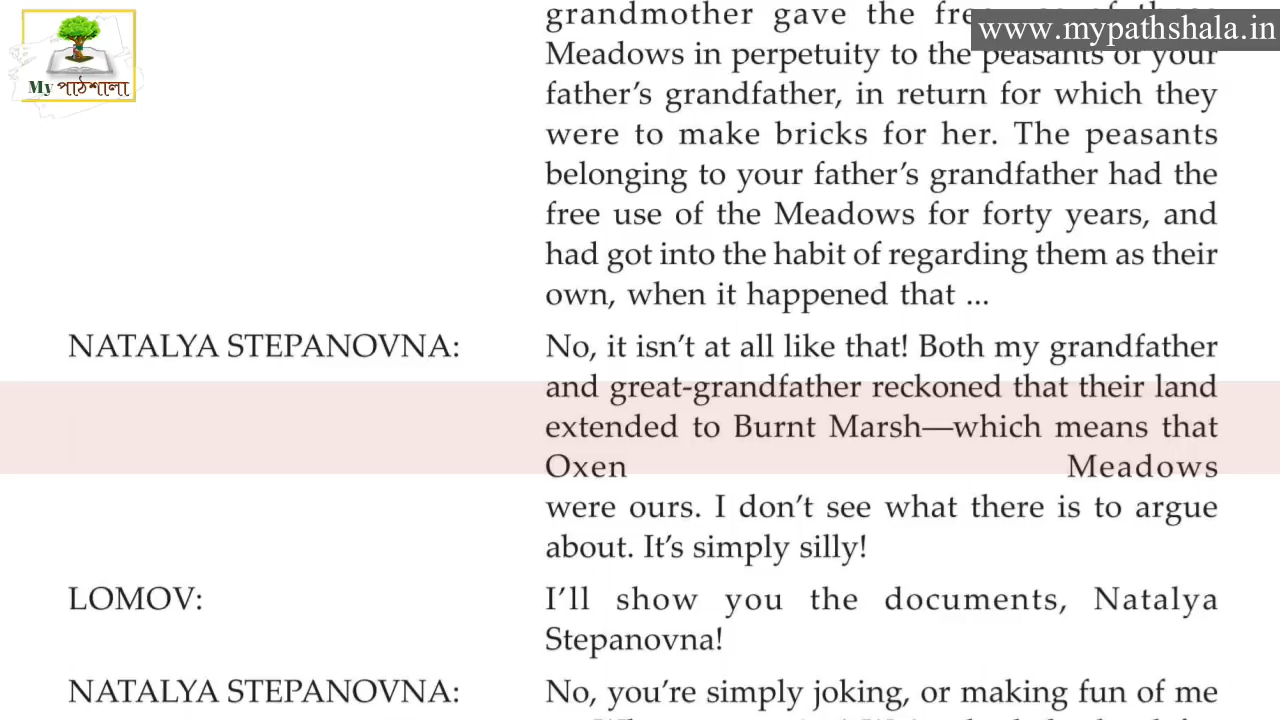 grandmother gave the
www.mypathshala.in
My পাঠশালা
Meadows in perpetuity to the peasants of your
father's grandfather, in return for which they
were to make bricks for her. The peasants
belonging to your father's grandfather had the
free use of the Meadows for forty years, and
had got into the habit of regarding them as their
own, when it happened that ...
NATALYA STEPANOVNA: No, it isn't at all like that! Both my grandfather
and great-grandfather reckoned that their land
extended to Burnt Marsh—which means that
Oxen Meadows
were ours. I don't see what there is to argue
about. It's simply silly!
LOMOV: I'll show you the documents, Natalya
Stepanovna!
NATALYA STEPANOVNA: No, you're simply joking, or making fun of me